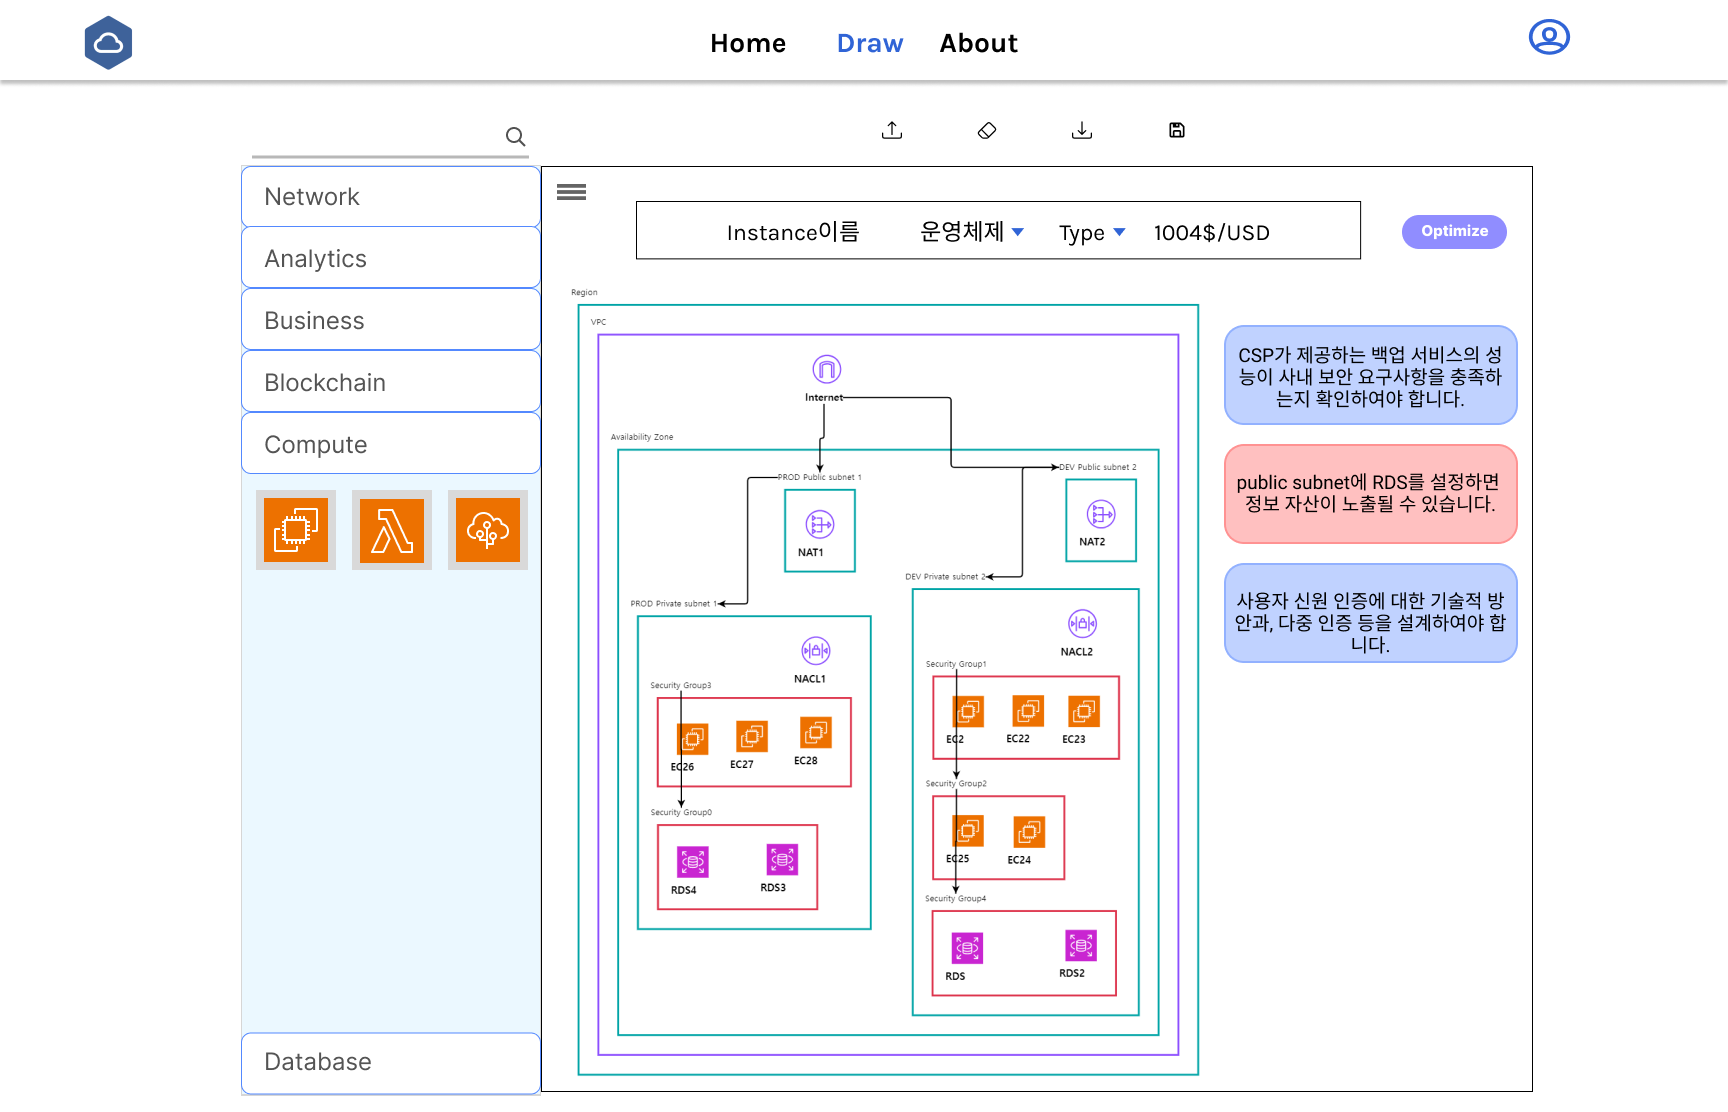 Home
Draw
About
Network
Analytics
Business
Blockchain
Compute
Database
Instance이름
운영체제
Type
1004$/USD
Optimize
Region
VPC
Internet
Availability Zone
PROD Public subnet 1
DEV Public subnet 2
NAT1
NAT2
PROD Private subnet 1
DEV Private subnet 2
NACL1
NACL2
Security Group3
EC26
EC27
EC28
Security Group0
RDS4
RDS3
Security Group1
EC2
EC22
EC23
Security Group2
EC25
EC24
Security Group4
RDS
RDS2
CSP가 제공하는 백업 서비스의 성
능이 사내 보안 요구사항을 충족하
는지 확인하여야 합니다.
public subnet에 RDS를 설정하면
정보 자산이 노출될 수 있습니다.
사용자 신원 인증에 대한 기술적 방
안과, 다중 인증 등을 설계하여야 합
니다.